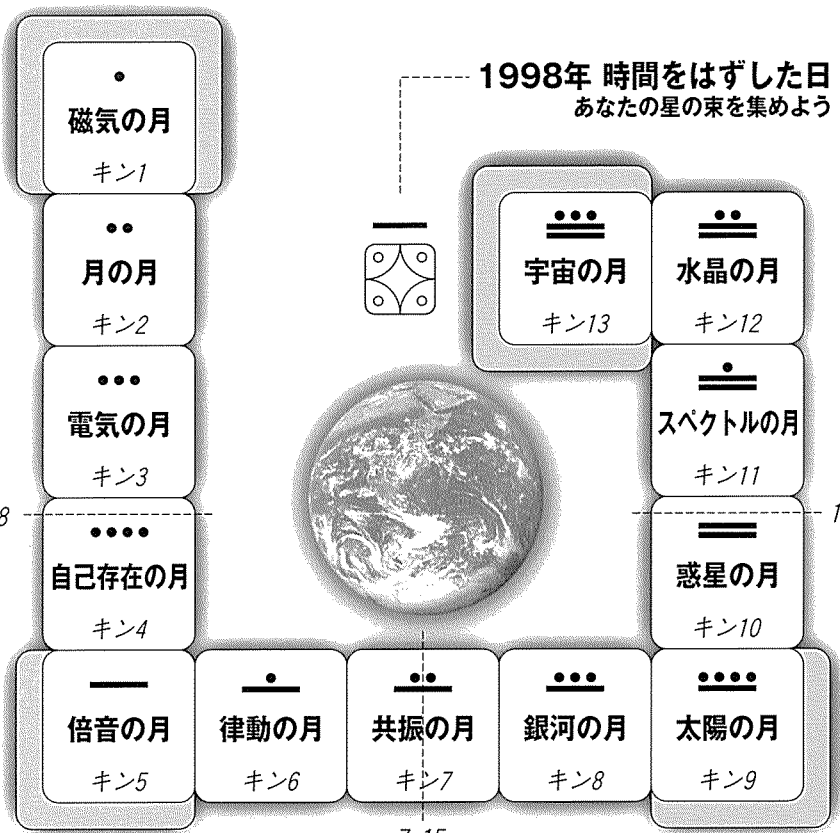 1998年 時間をはずした日
あなたの星の束を集めよう
磁気の月
キン1
月の月
キン2
電気の月
キン3
自己存在の月
キン4
倍音の月
キン5
律動の月
キン6
共振の月
キン7
銀河の月
キン8
太陽の月
キン9
惑星の月
キン10
スペクトルの月
キン11
水晶の月
キン12
宇宙の月
キン13
8
1